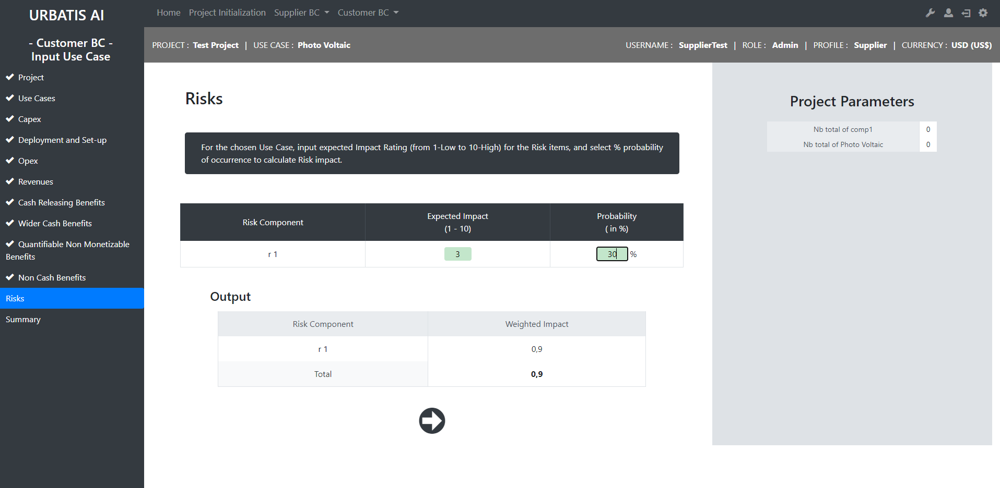 URBATIS AI
- Customer BC -
Input Use Case
Project
Use Cases
Capex
Deployment and Set-up
Opex
Revenues
Cash Releasing Benefits
Wider Cash Benefits
Quantifiable Non Monetizable
Benefits
Non Cash Benefits
Risks
Summary
Home Project Initialization Supplier BC Customer BC
PROJECT : Test Project | USE CASE : Photo Voltaic
USERNAME : SupplierTest | ROLE : Admin | PROFILE : Supplier | CURRENCY : USD (US$)
Risks
For the chosen Use Case, input expected Impact Rating (from 1-Low to 10-High) for the Risk items, and select % probability
of occurrence to calculate Risk impact.
Risk Component
Expected Impact
(1 - 10)
Probability
( in %)
r 1 3 30 %
Output
Risk Component Weighted Impact
r 1 0,9
Total 0,9
Project Parameters
Nb total of comp1 0
Nb total of Photo Voltaic 0